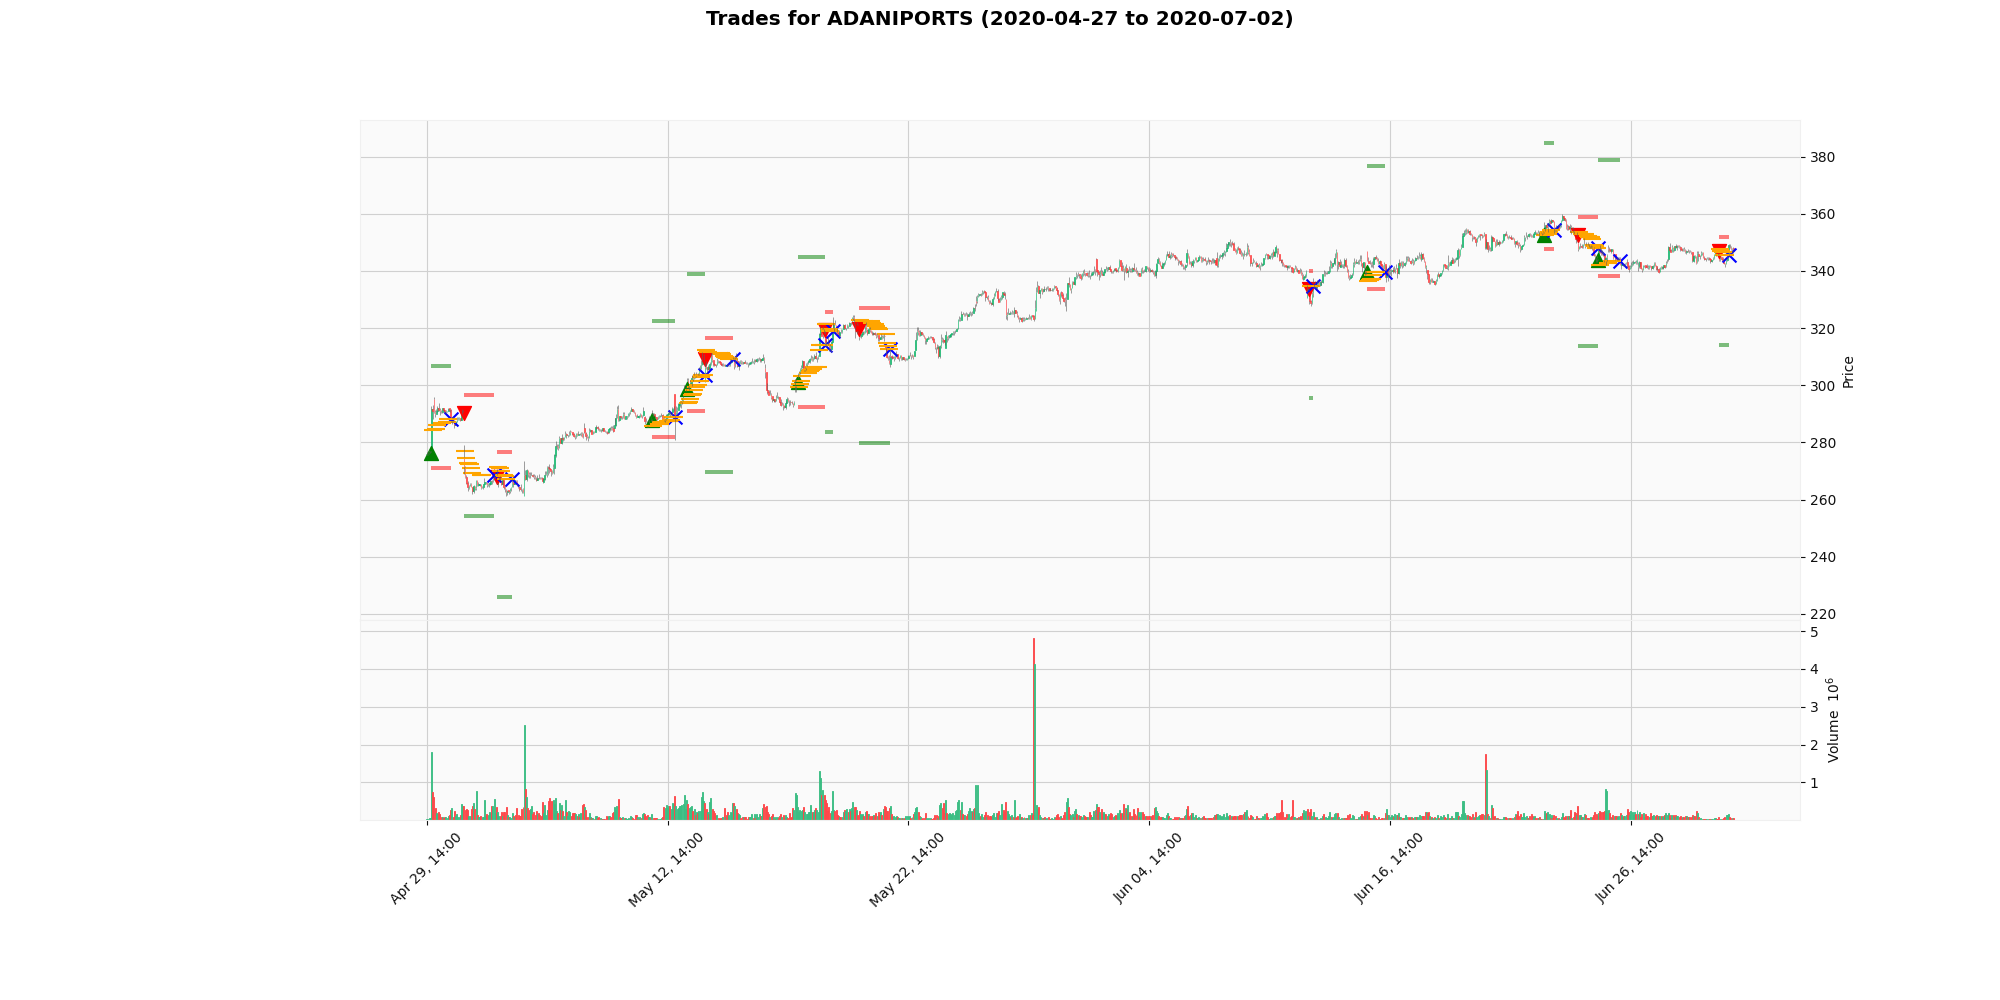 Trades for ADANIPORTS (2020-04-27 to 2020-07-02)
380
360
340
320
300
280
260
240
220
Price
5
4
3
2
1
Volume 10⁶
Apr 29, 14:00
May 12, 14:00
May 22, 14:00
Jun 04, 14:00
Jun 16, 14:00
Jun 26, 14:00